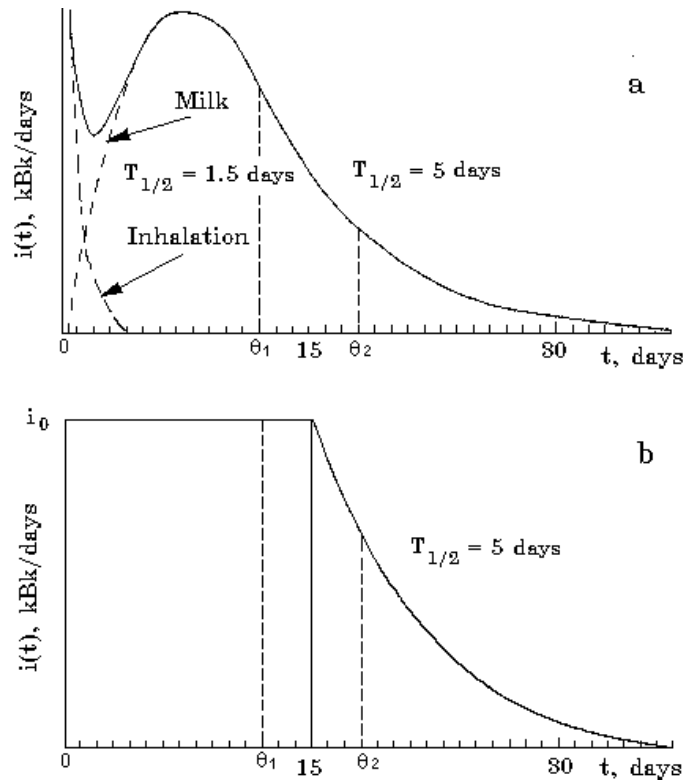 a
i(t), kBk/days
Milk
T1/2 = 1.5 days
T1/2 = 5 days
Inhalation
0
θ1
15
θ2
30
t, days
b
i0
i(t), kBk/days
T1/2 = 5 days
0
θ1
15
θ2
30
t, days